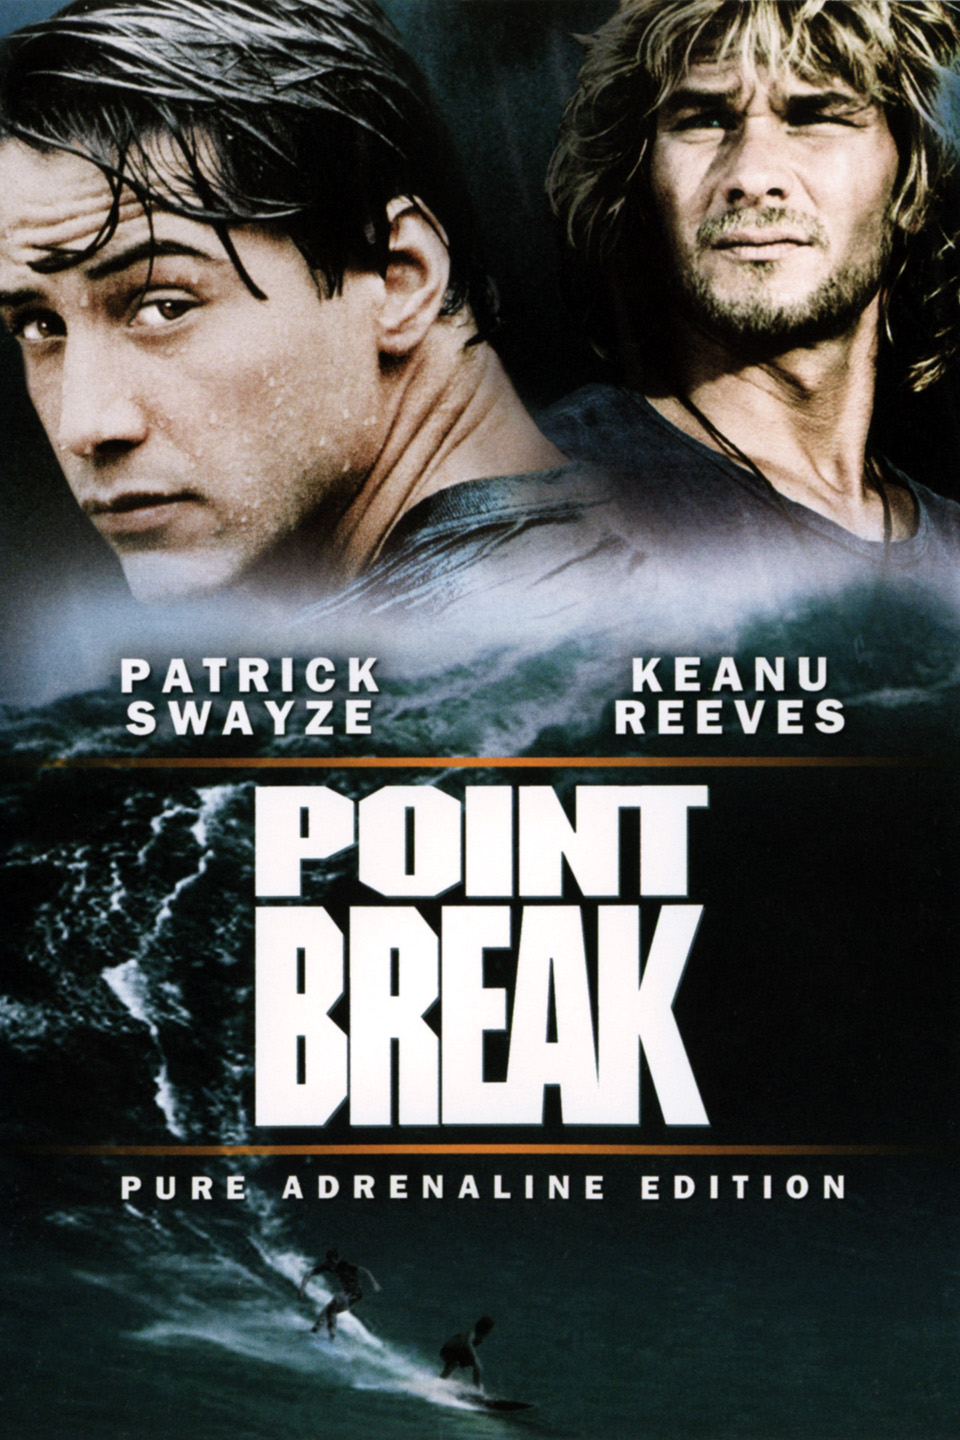 PATRICK
SWAYZE
KEANU
REEVES
POINT
BREAK
PURE ADRENALINE EDITION